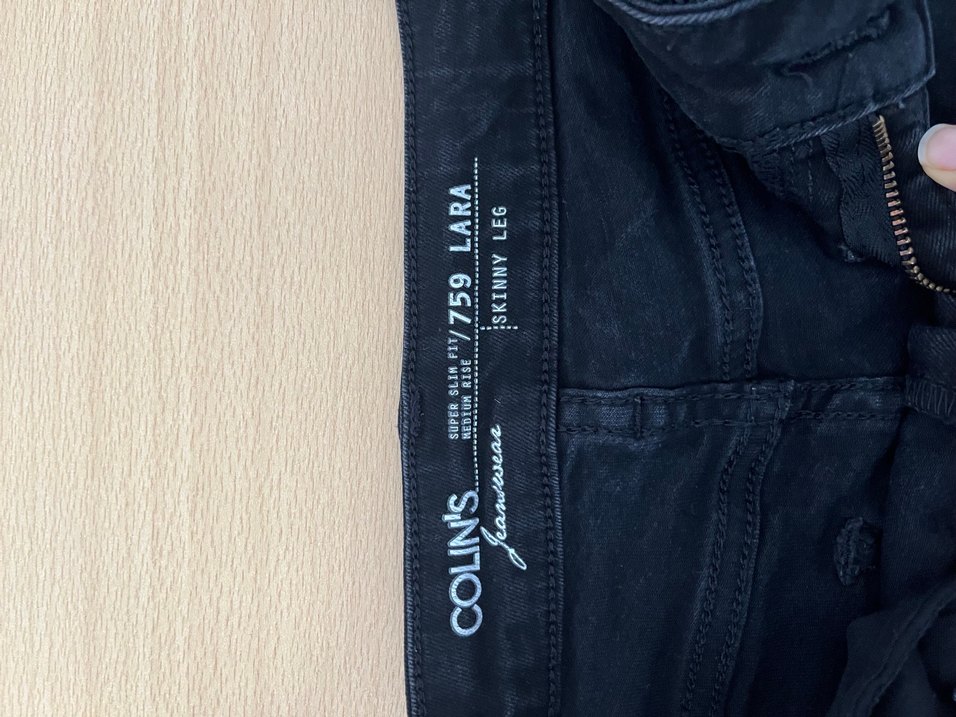 COLIN'S
Jeanswear
SUPER SLIM FIT/
MEDIUM RISE
759 LARA
SKINNY LEG